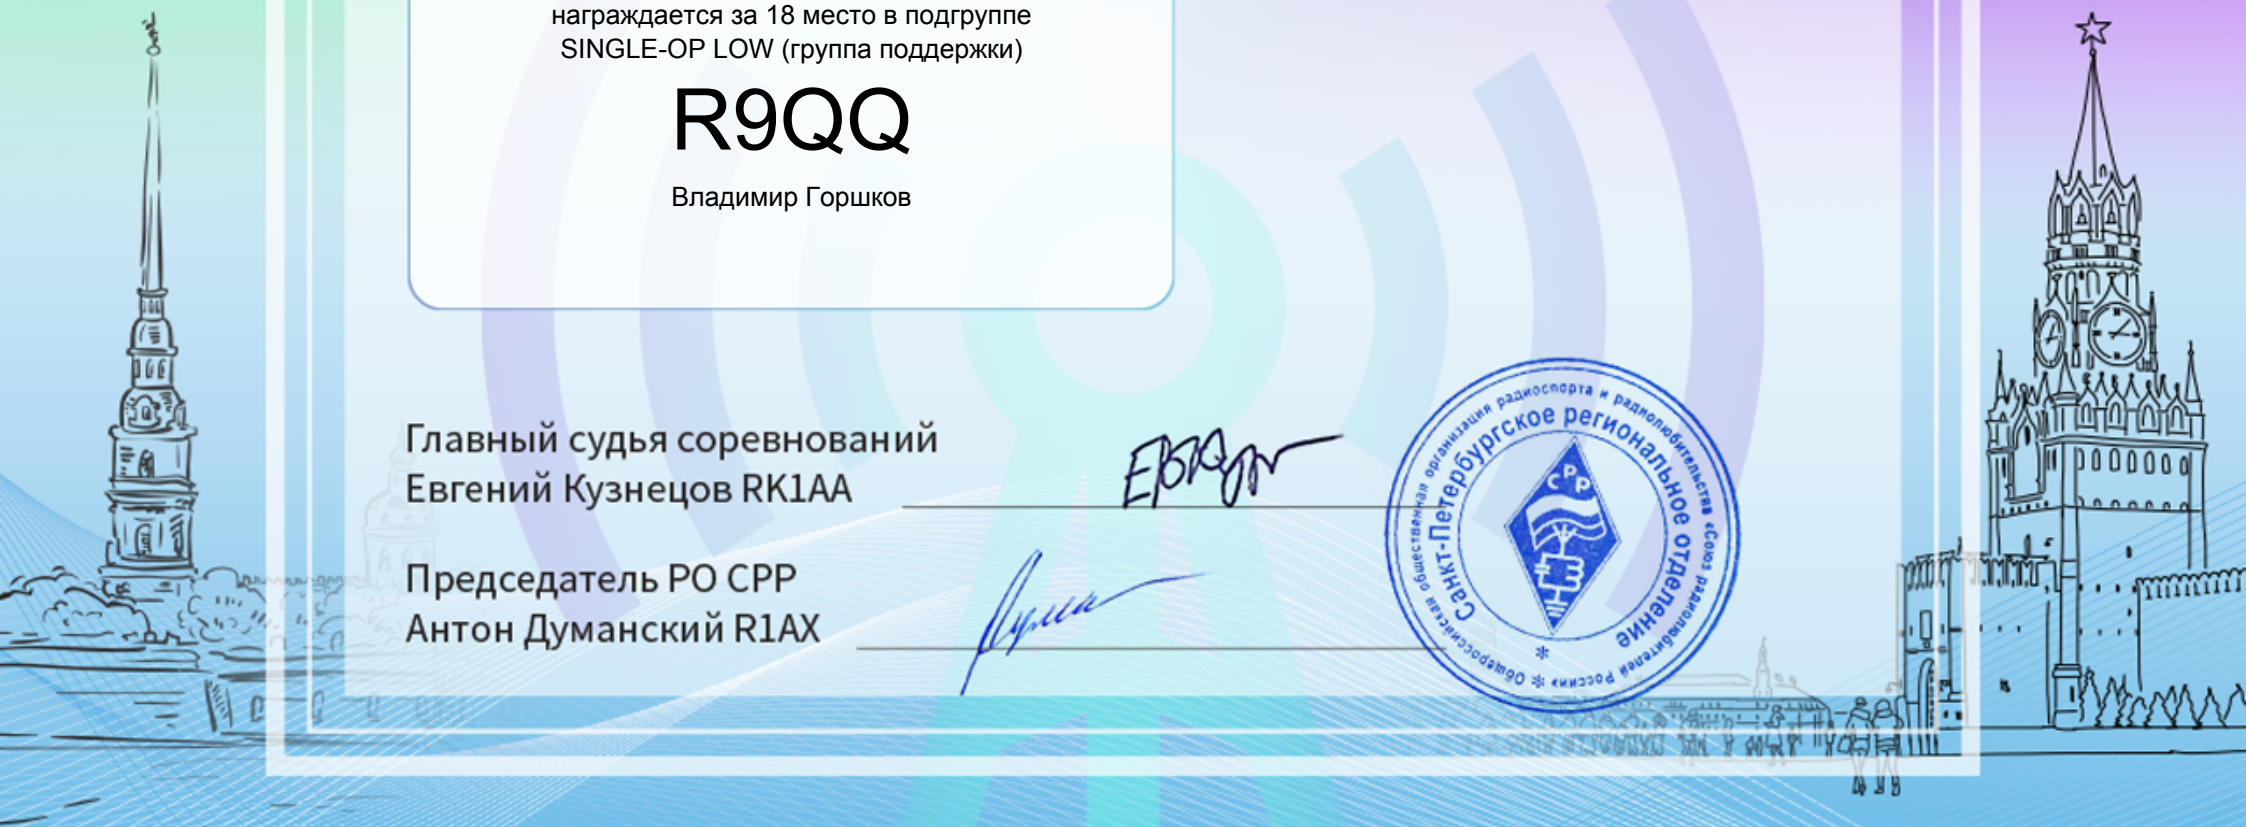 награждается за 18 место в подгруппе
SINGLE-OP LOW (группа поддержки)
R9QQ
Владимир Горшков
Главный судья соревнований
Евгений Кузнецов RK1AA
Председатель РО СРР
Антон Думанский R1AX
Общероссийская общественная организация радиоспорта и радиолюбительства «Союз радиолюбителей России»
Санкт-Петербургское региональное отделение
СРР